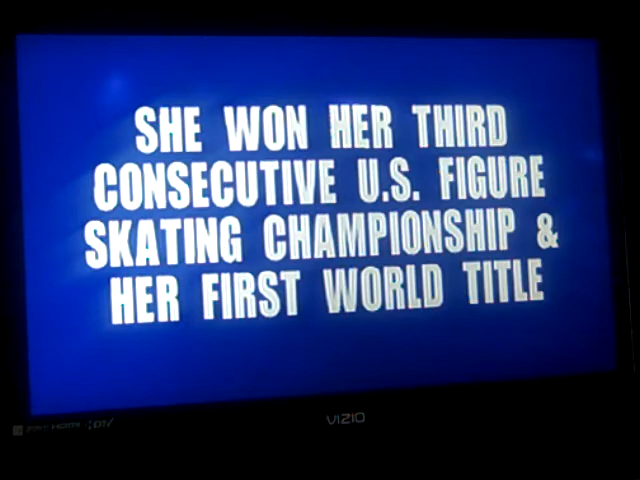 SHE WON HER THIRD
CONSECUTIVE U.S. FIGURE
SKATING CHAMPIONSHIP &
HER FIRST WORLD TITLE
VIZIO